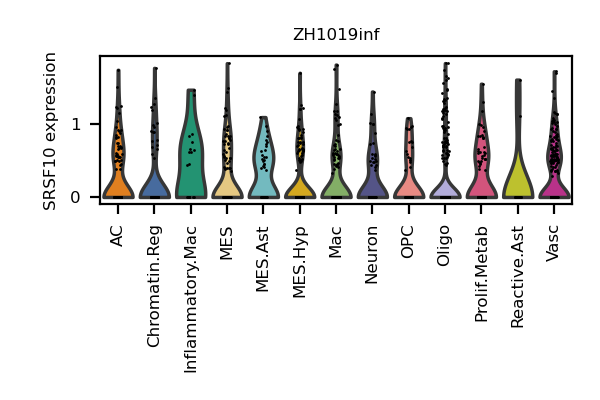 ZH1019inf
SRSF10 expression
1
0
AC
Chromatin.Reg
Inflammatory.Mac
MES
MES.Ast
MES.Hyp
Mac
Neuron
OPC
Oligo
Prolif.Metab
Reactive.Ast
Vasc